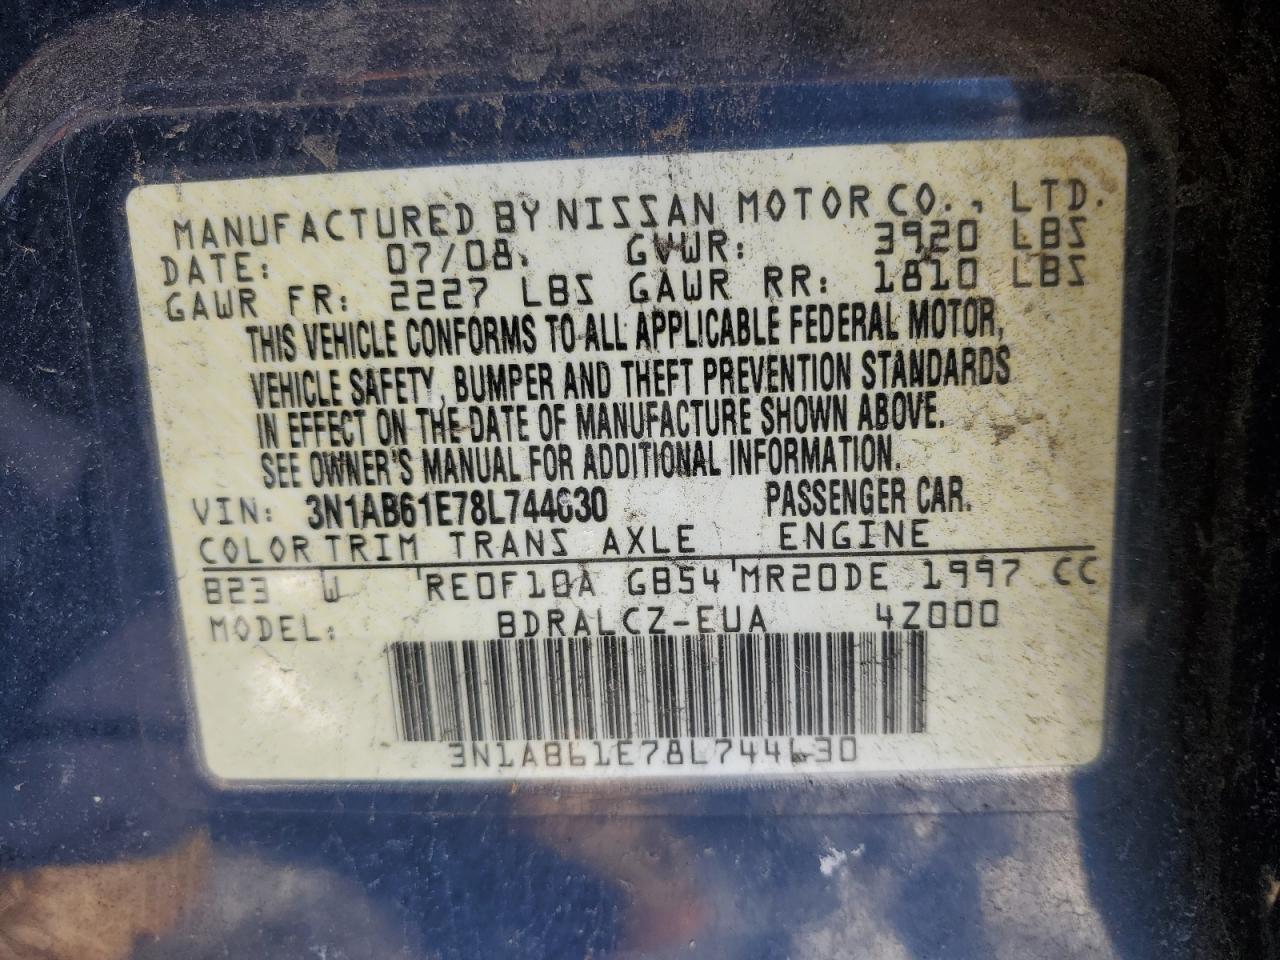 MANUFACTURED BY NISSAN MOTOR CO., LTD.
DATE: 07/08 GVWR: 3920 LBS
GAWR FR: 2227 LBS GAWR RR: 1810 LBS
THIS VEHICLE CONFORMS TO ALL APPLICABLE FEDERAL MOTOR,
VEHICLE SAFETY, BUMPER AND THEFT PREVENTION STANDARDS
IN EFFECT ON THE DATE OF MANUFACTURE SHOWN ABOVE.
SEE OWNER'S MANUAL FOR ADDITIONAL INFORMATION.
VIN: 3N1AB61E78L744630 PASSENGER CAR.
COLOR TRIM TRANS AXLE ENGINE
B23 W RE0F10A GB54 MR20DE 1997 CC
MODEL: BDRALCZ-EUA 4Z000
3N1AB61E78L744630